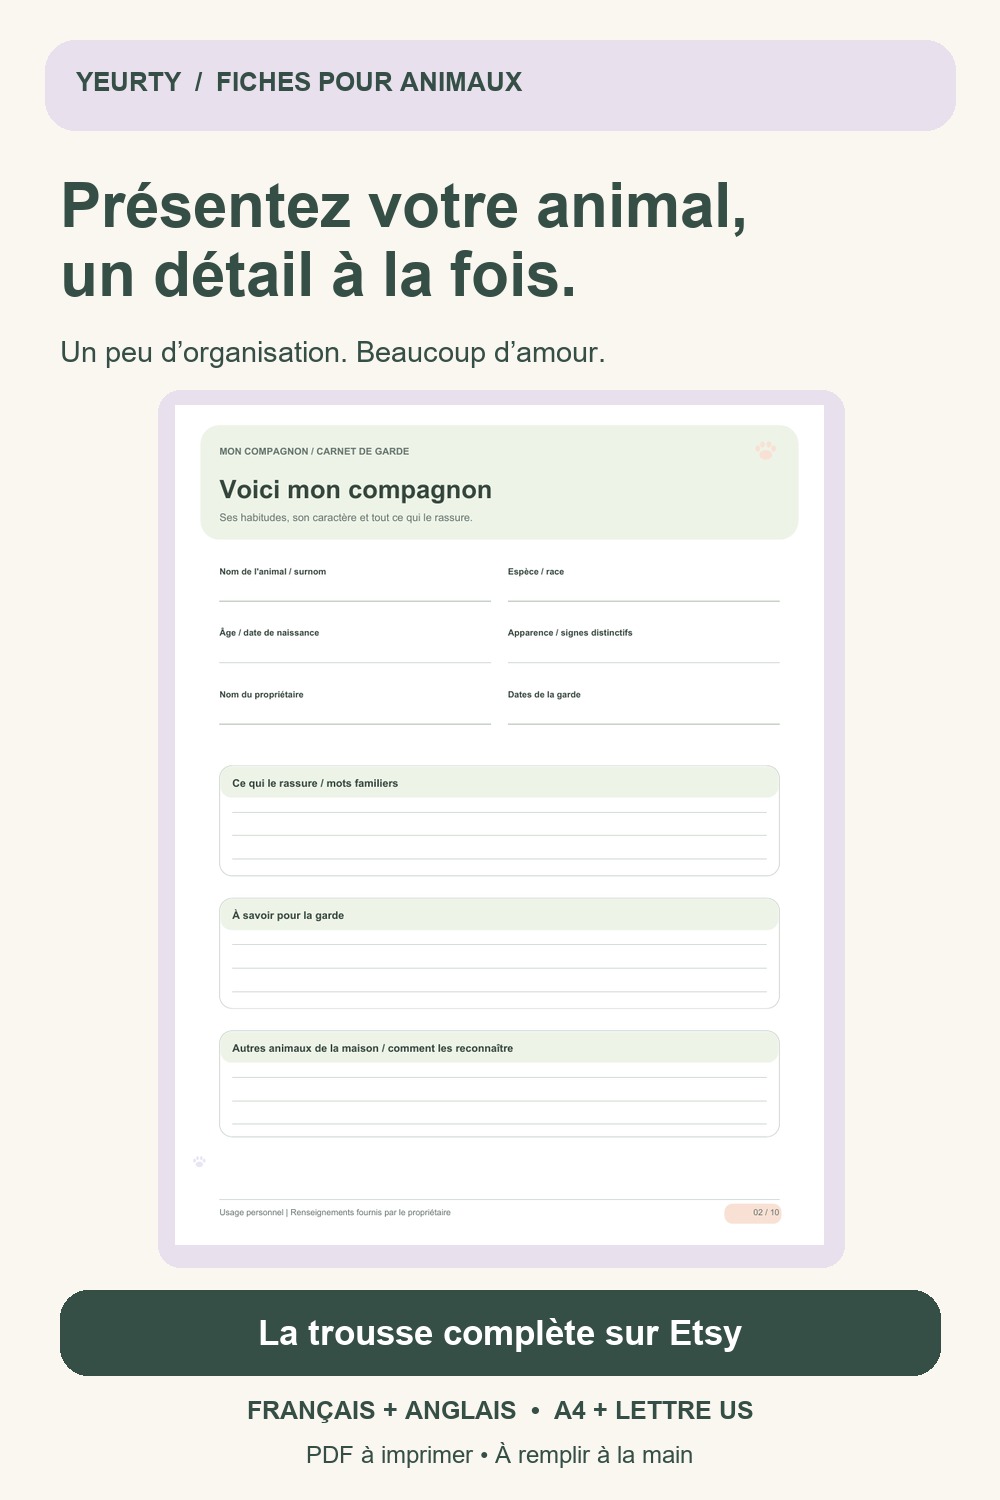 YEURTY / FICHES POUR ANIMAUX
Présentez votre animal,
un détail à la fois.
Un peu d’organisation. Beaucoup d’amour.
MON COMPAGNON / CARNET DE GARDE
Voici mon compagnon
Ses habitudes, son caractère et tout ce qui le rassure.
Nom de l'animal / surnom
Espèce / race
Âge / date de naissance
Apparence / signes distinctifs
Nom du propriétaire
Dates de la garde
Ce qui le rassure / mots familiers
À savoir pour la garde
Autres animaux de la maison / comment les reconnaître
Usage personnel | Renseignements fournis par le propriétaire
02 / 10
La trousse complète sur Etsy
FRANÇAIS + ANGLAIS • A4 + LETTRE US
PDF à imprimer • À remplir à la main